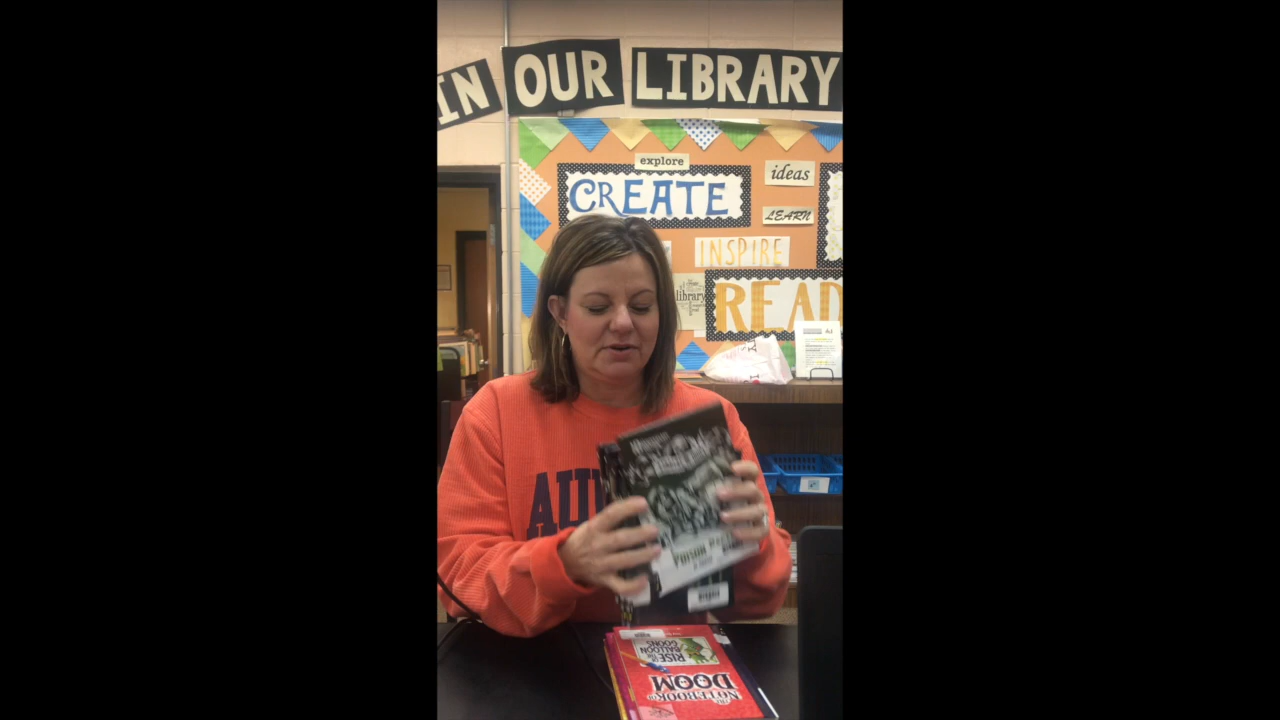 IN OUR LIBRARY
explore
CREATE
ideas
LEARN
INSPIRE
library
READ
AU
RISE OF THE
BALLOON
GOONS
THE
NOTEBOOK OF
DOOM